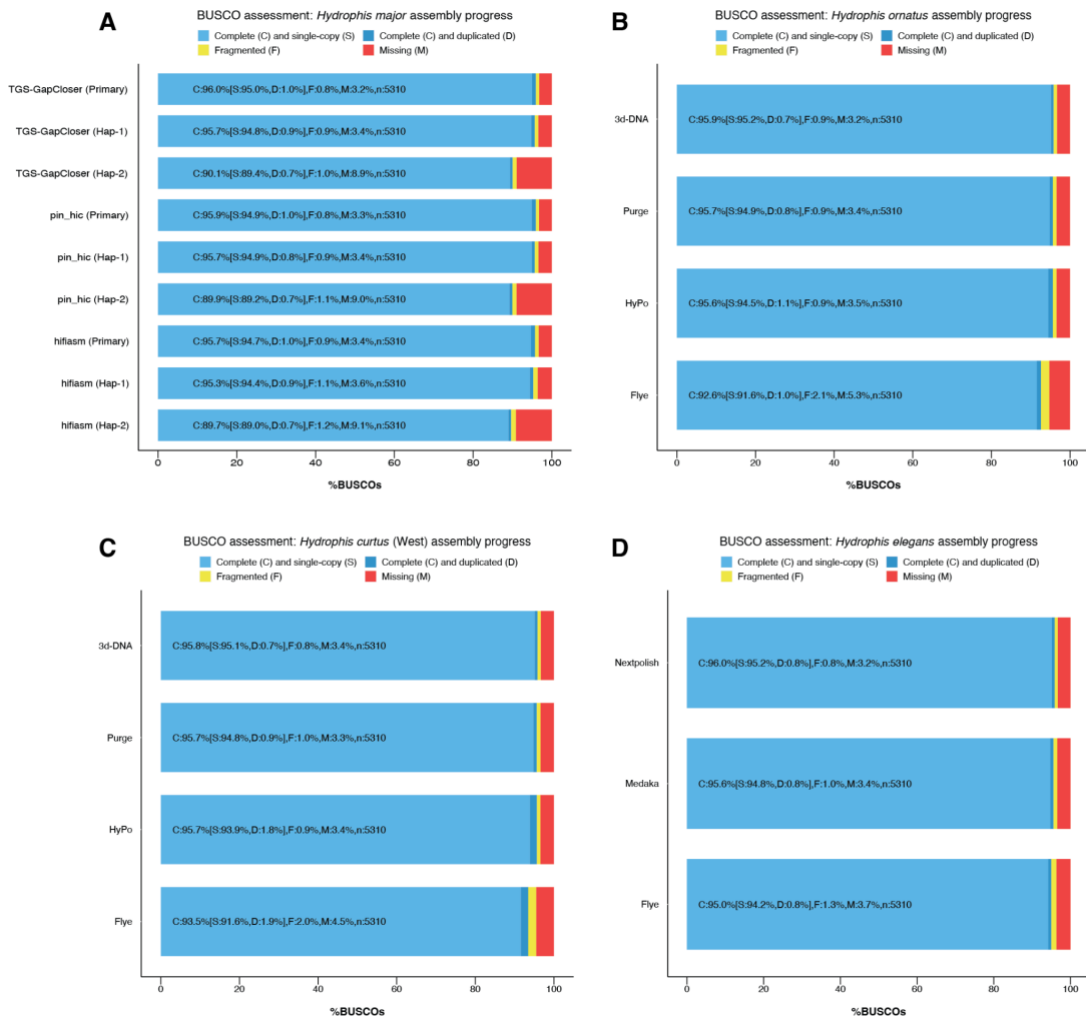 A
BUSCO assessment: Hydrophis major assembly progress
Complete (C) and single-copy (S) Complete (C) and duplicated (D)
Fragmented (F) Missing (M)
TGS-GapCloser (Primary) C:96.0%[S:95.0%,D:1.0%],F:0.8%,M:3.2%,n:5310
TGS-GapCloser (Hap-1) C:95.7%[S:94.8%,D:0.9%],F:0.9%,M:3.4%,n:5310
TGS-GapCloser (Hap-2) C:90.1%[S:89.4%,D:0.7%],F:1.0%,M:8.9%,n:5310
pin_hic (Primary) C:95.9%[S:94.9%,D:1.0%],F:0.8%,M:3.3%,n:5310
pin_hic (Hap-1) C:95.7%[S:94.9%,D:0.8%],F:0.9%,M:3.4%,n:5310
pin_hic (Hap-2) C:89.9%[S:89.2%,D:0.7%],F:1.1%,M:9.0%,n:5310
hifiasm (Primary) C:95.7%[S:94.7%,D:1.0%],F:0.9%,M:3.4%,n:5310
hifiasm (Hap-1) C:95.3%[S:94.4%,D:0.9%],F:1.1%,M:3.6%,n:5310
hifiasm (Hap-2) C:89.7%[S:89.0%,D:0.7%],F:1.2%,M:9.1%,n:5310
0 20 40 60 80 100
%BUSCOs
B
BUSCO assessment: Hydrophis ornatus assembly progress
Complete (C) and single-copy (S) Complete (C) and duplicated (D)
Fragmented (F) Missing (M)
3d-DNA C:95.9%[S:95.2%,D:0.7%],F:0.9%,M:3.2%,n:5310
Purge C:95.7%[S:94.9%,D:0.8%],F:0.9%,M:3.4%,n:5310
HyPo C:95.6%[S:94.5%,D:1.1%],F:0.9%,M:3.5%,n:5310
Flye C:92.6%[S:91.6%,D:1.0%],F:2.1%,M:5.3%,n:5310
0 20 40 60 80 100
%BUSCOs
C
BUSCO assessment: Hydrophis curtus (West) assembly progress
Complete (C) and single-copy (S) Complete (C) and duplicated (D)
Fragmented (F) Missing (M)
3d-DNA C:95.8%[S:95.1%,D:0.7%],F:0.8%,M:3.4%,n:5310
Purge C:95.7%[S:94.8%,D:0.9%],F:1.0%,M:3.3%,n:5310
HyPo C:95.7%[S:93.9%,D:1.8%],F:0.9%,M:3.4%,n:5310
Flye C:93.5%[S:91.6%,D:1.9%],F:2.0%,M:4.5%,n:5310
0 20 40 60 80 100
%BUSCOs
D
BUSCO assessment: Hydrophis elegans assembly progress
Complete (C) and single-copy (S) Complete (C) and duplicated (D)
Fragmented (F) Missing (M)
Nextpolish C:96.0%[S:95.2%,D:0.8%],F:0.8%,M:3.2%,n:5310
Medaka C:95.6%[S:94.8%,D:0.8%],F:1.0%,M:3.4%,n:5310
Flye C:95.0%[S:94.2%,D:0.8%],F:1.3%,M:3.7%,n:5310
0 20 40 60 80 100
%BUSCOs